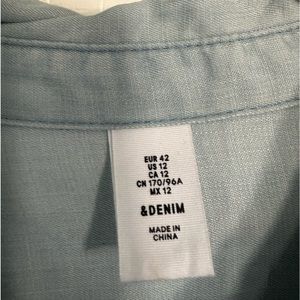 EUR 42
US 12
CA 12
CN 170/96A
MX 12
&DENIM
MADE IN
CHINA